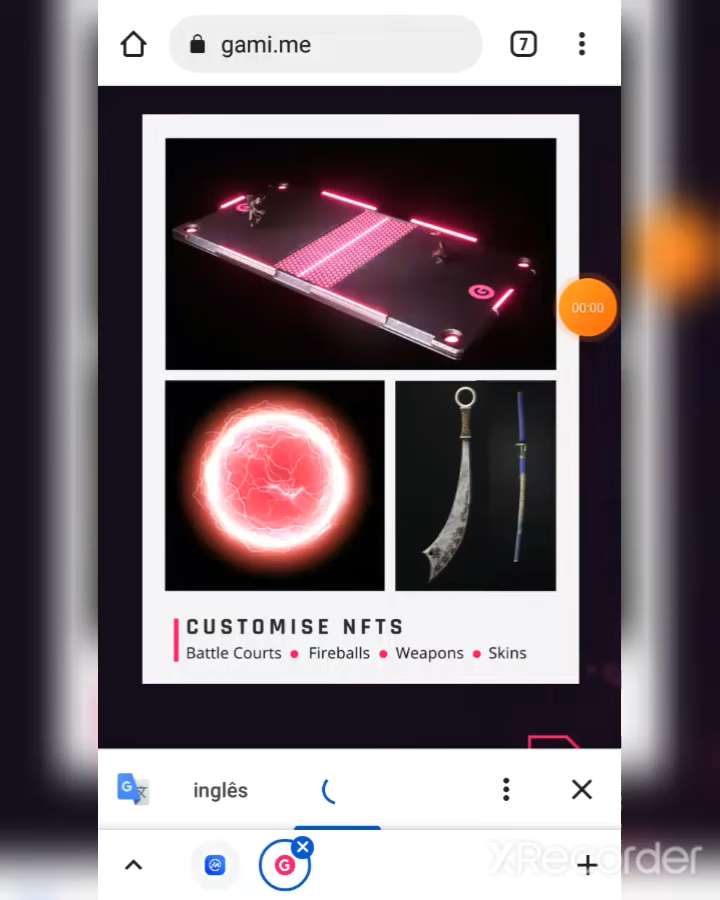 gami.me
7
00:00
CUSTOMISE NFTS
Battle Courts • Fireballs • Weapons • Skins
inglês
XRecorder